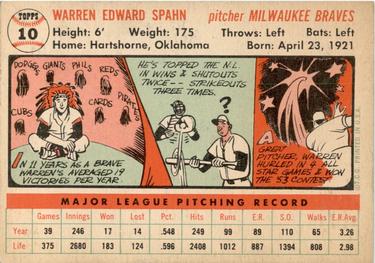 TOPPS
10
WARREN EDWARD SPAHN pitcher MILWAUKEE BRAVES
Height: 6' Weight: 175 Throws: Left Bats: Left
Home: Hartshorne, Oklahoma Born: April 23, 1921
DODGERS GIANTS PHILS REDS PIRATES
CUBS CARDS
IN 11 YEARS AS A BRAVE
WARREN'S AVERAGED 19
VICTORIES PER YEAR.
HE'S TOPPED THE N.L.
IN WINS & SHUTOUTS
TWICE-- STRIKEOUTS
THREE TIMES.
?
A
GREAT
PITCHER, WARREN
HURLED IN 4 ALL
STAR GAMES & WON
THE '53 CONTEST
PRINTED IN U.S.A.
MAJOR LEAGUE PITCHING RECORD
Games Innings Won Lost Pct. Hits Runs E.R. S.O. Walks E.R.Avg.
Year 39 246 17 14 .548 249 99 89 110 65 3.26
Life 375 2680 183 124 .596 2408 1012 887 1394 808 2.98